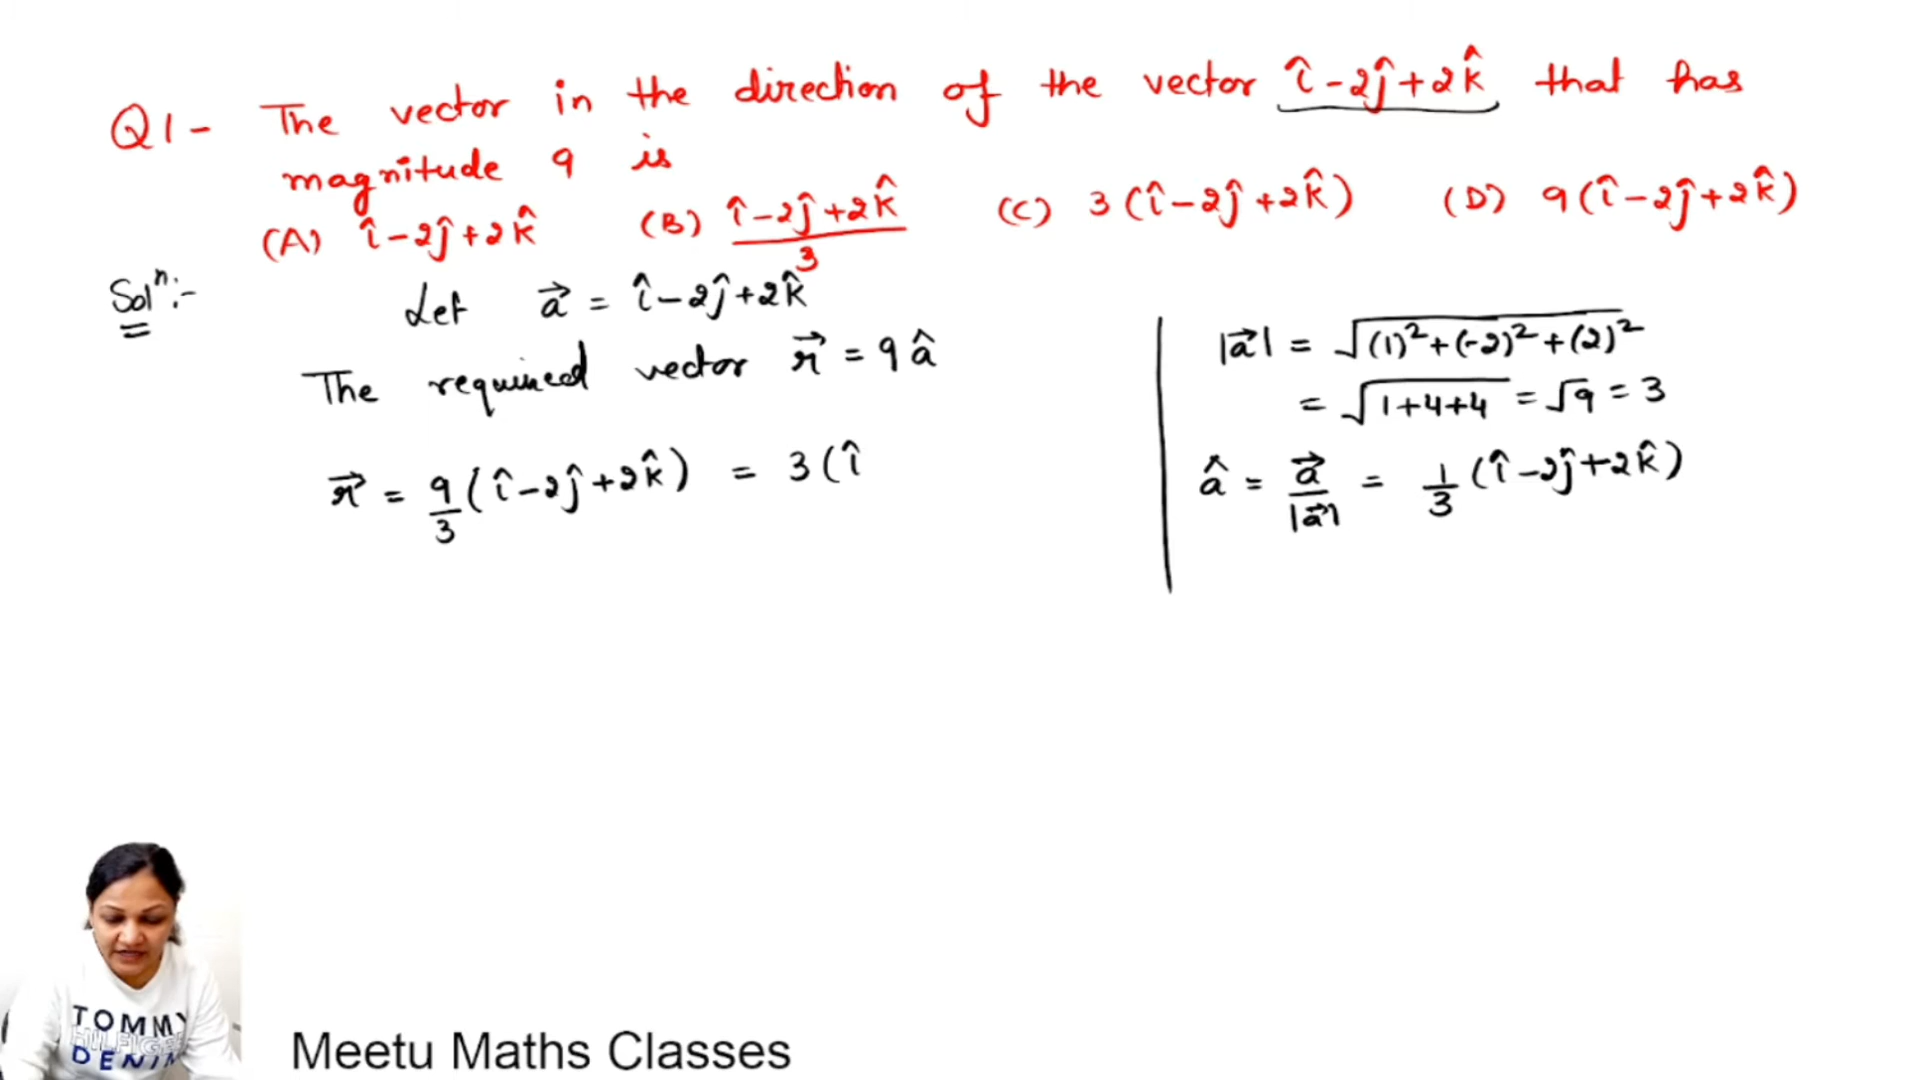 Q1- The vector in the direction of the vector î-2ĵ+2k̂ that has
magnitude 9 is
(A) î-2ĵ+2k̂ (B) (î-2ĵ+2k̂)/3 (C) 3(î-2ĵ+2k̂) (D) 9(î-2ĵ+2k̂)
Solⁿ:-
Let a⃗ = î-2ĵ+2k̂
The required vector r⃗ = 9â
r⃗ = 9/3 (î-2ĵ+2k̂) = 3(î
|a⃗| = √((1)²+(-2)²+(2)²)
= √(1+4+4) = √9 = 3
â = a⃗/|a⃗| = 1/3 (î-2ĵ+2k̂)
TOMMY
HILFIGER
DENIM
Meetu Maths Classes